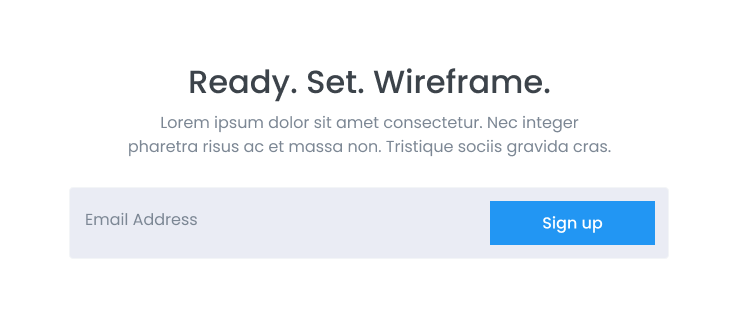 Ready. Set. Wireframe.
Lorem ipsum dolor sit amet consectetur. Nec integer
pharetra risus ac et massa non. Tristique sociis gravida cras.
Email Address
Sign up